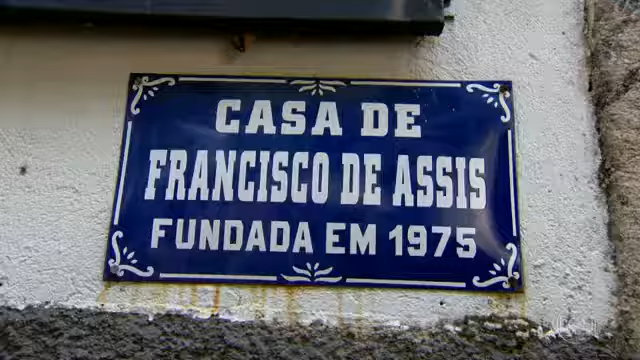 CASA DE
FRANCISCO DE ASSIS
FUNDADA EM 1975